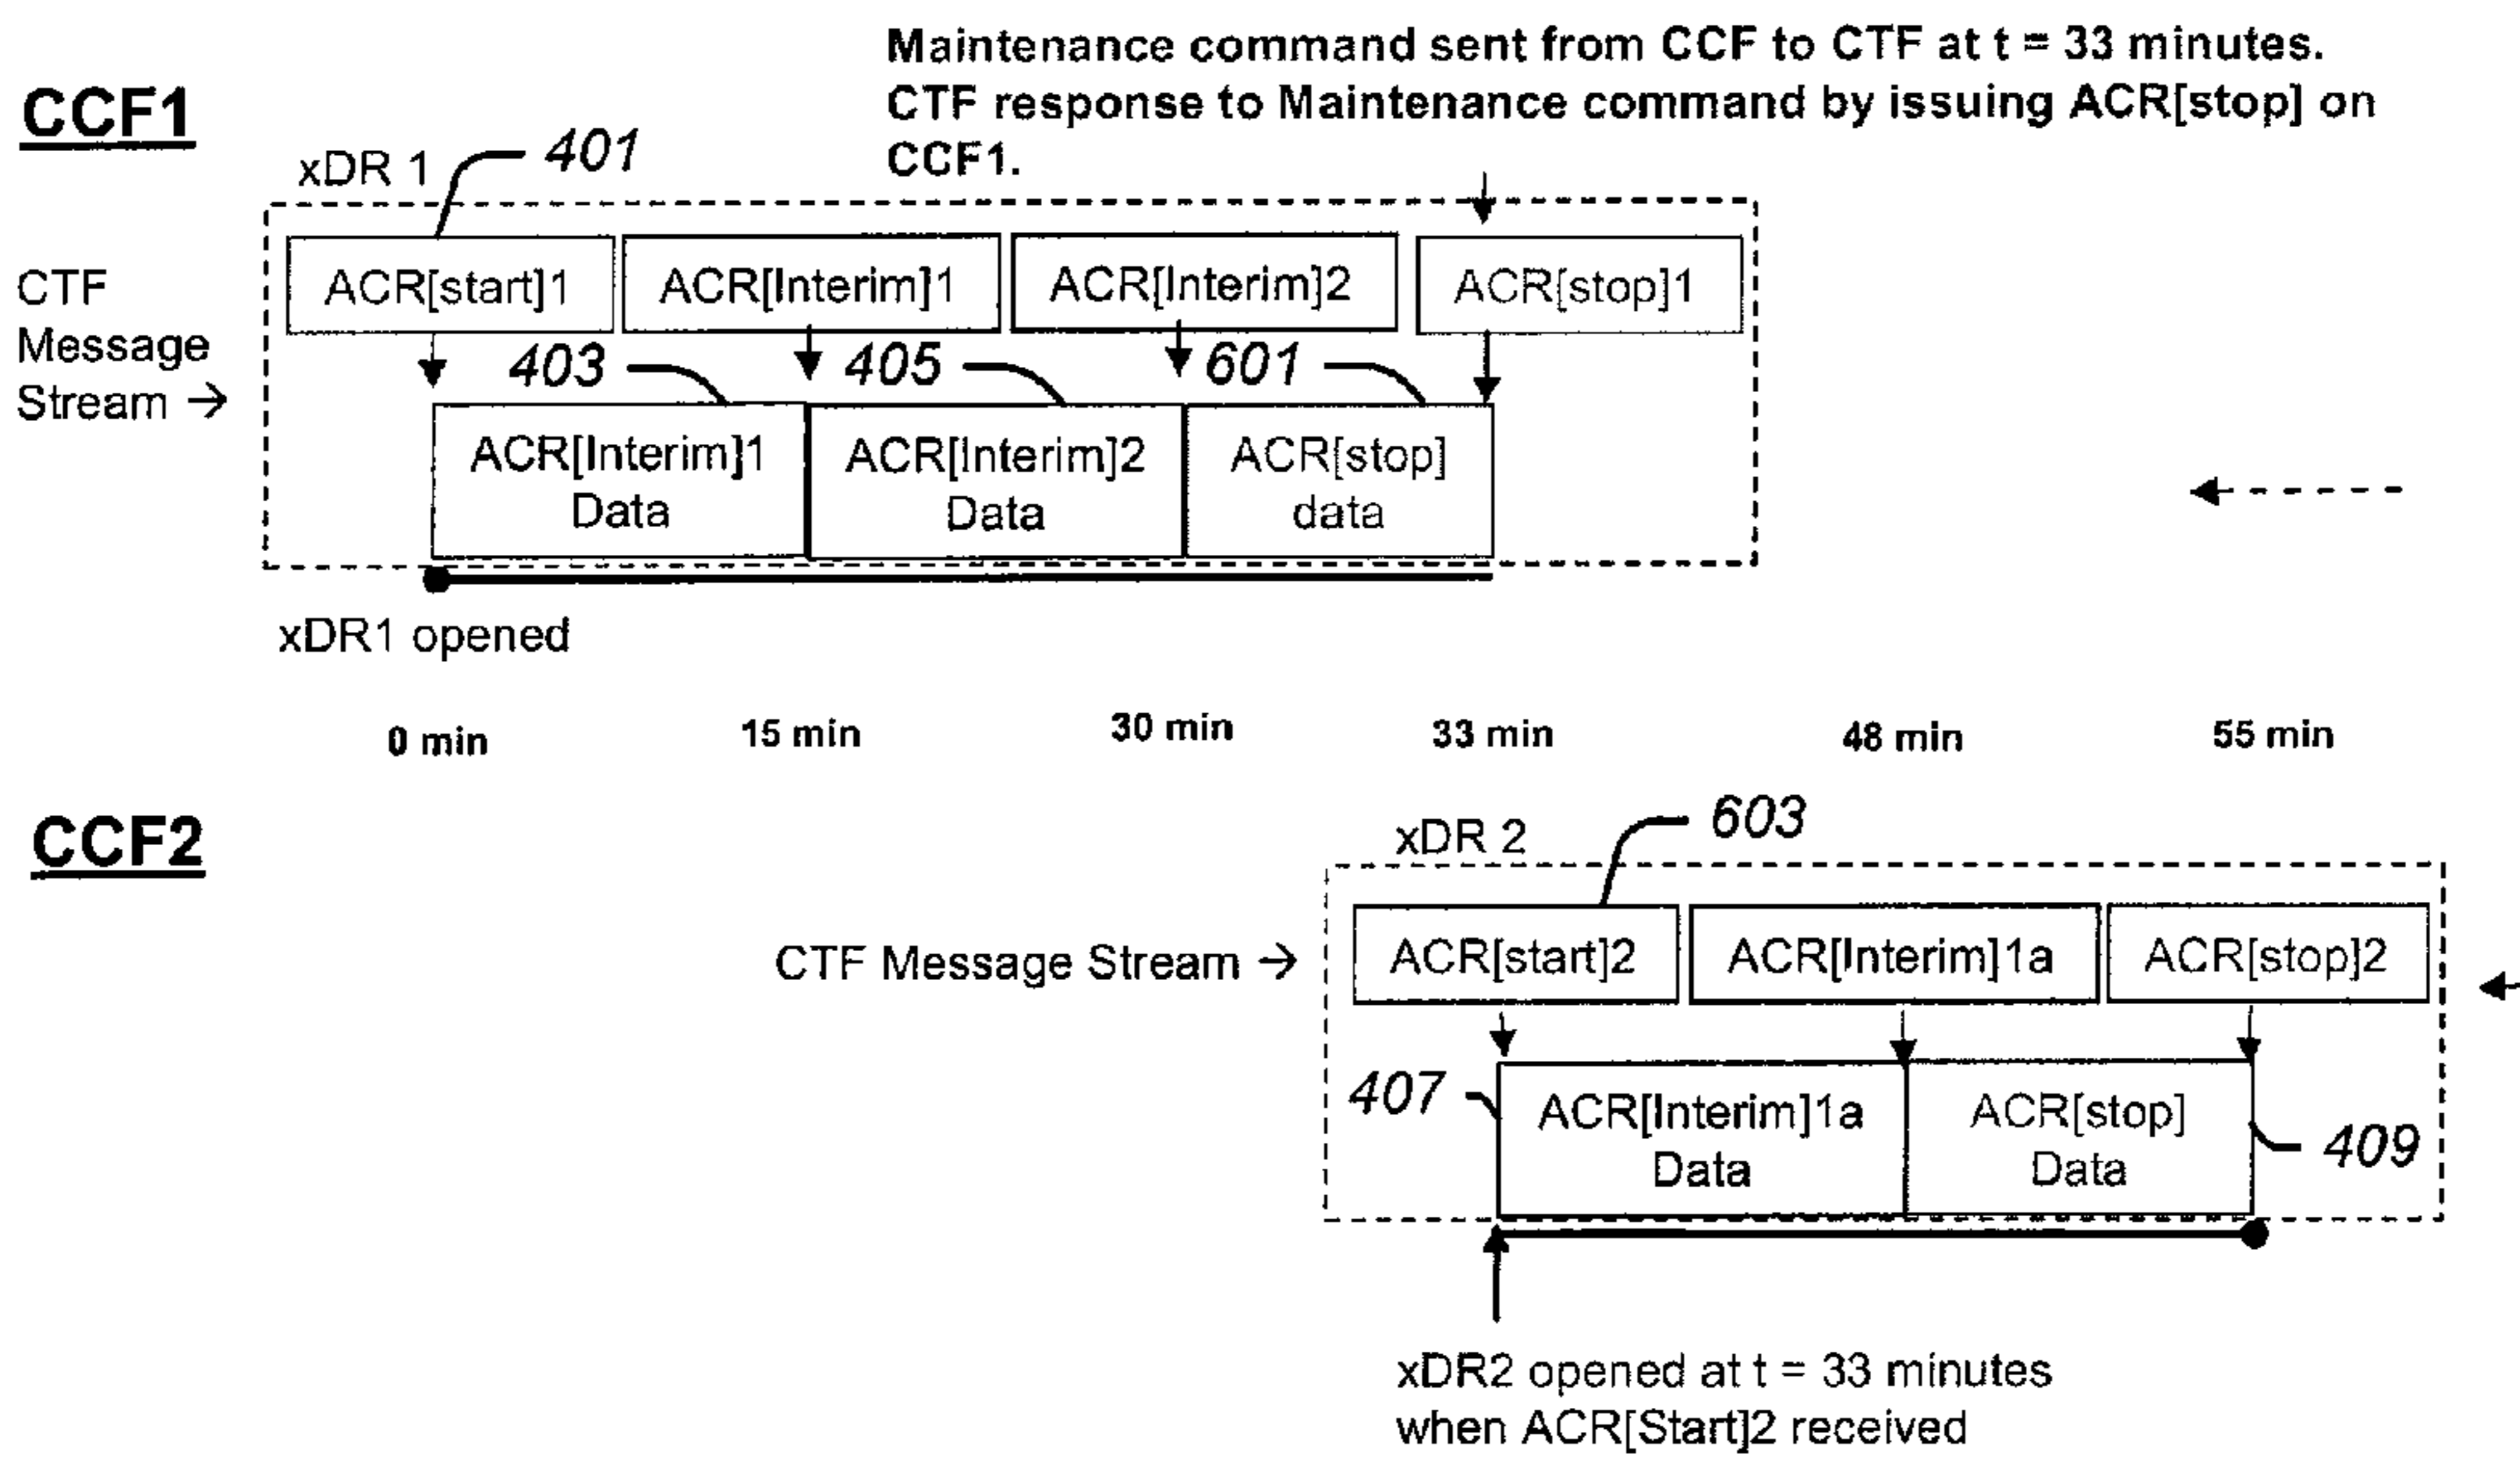 Maintenance command sent from CCF to CTF at t = 33 minutes.
CTF response to Maintenance command by issuing ACR[stop] on
CCF1.
CCF1
xDR 1
401
CTF
Message
Stream →
ACR[start]1
ACR[Interim]1
ACR[Interim]2
ACR[stop]1
403
405
601
ACR[Interim]1
Data
ACR[Interim]2
Data
ACR[stop]
data
xDR1 opened
0 min
15 min
30 min
33 min
48 min
55 min
CCF2
xDR 2
603
CTF Message Stream →
ACR[start]2
ACR[Interim]1a
ACR[stop]2
407
ACR[Interim]1a
Data
ACR[stop]
Data
409
xDR2 opened at t = 33 minutes
when ACR[Start]2 received